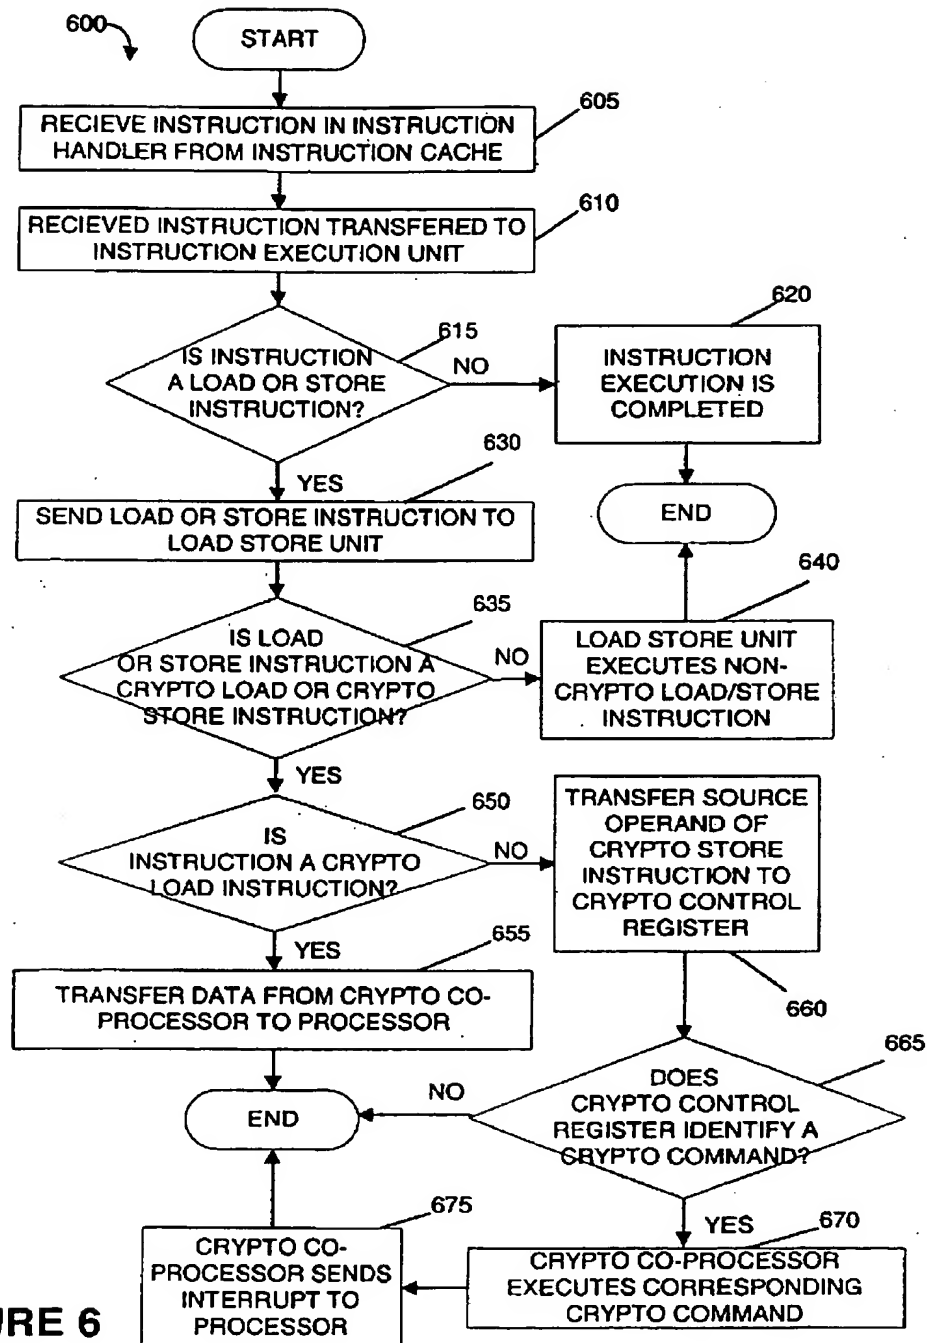 600
START
605
RECIEVE INSTRUCTION IN INSTRUCTION
HANDLER FROM INSTRUCTION CACHE
610
RECIEVED INSTRUCTION TRANSFERED TO
INSTRUCTION EXECUTION UNIT
615
IS INSTRUCTION
A LOAD OR STORE
INSTRUCTION?
NO
620
INSTRUCTION
EXECUTION IS
COMPLETED
END
YES
630
SEND LOAD OR STORE INSTRUCTION TO
LOAD STORE UNIT
635
IS LOAD
OR STORE INSTRUCTION A
CRYPTO LOAD OR CRYPTO
STORE INSTRUCTION?
NO
640
LOAD STORE UNIT
EXECUTES NON-
CRYPTO LOAD/STORE
INSTRUCTION
YES
650
IS
INSTRUCTION A CRYPTO
LOAD INSTRUCTION?
NO
TRANSFER SOURCE
OPERAND OF
CRYPTO STORE
INSTRUCTION TO
CRYPTO CONTROL
REGISTER
660
YES
655
TRANSFER DATA FROM CRYPTO CO-
PROCESSOR TO PROCESSOR
END
NO
665
DOES
CRYPTO CONTROL
REGISTER IDENTIFY A
CRYPTO COMMAND?
YES
670
CRYPTO CO-PROCESSOR
EXECUTES CORRESPONDING
CRYPTO COMMAND
675
CRYPTO CO-
PROCESSOR SENDS
INTERRUPT TO
PROCESSOR
URE 6